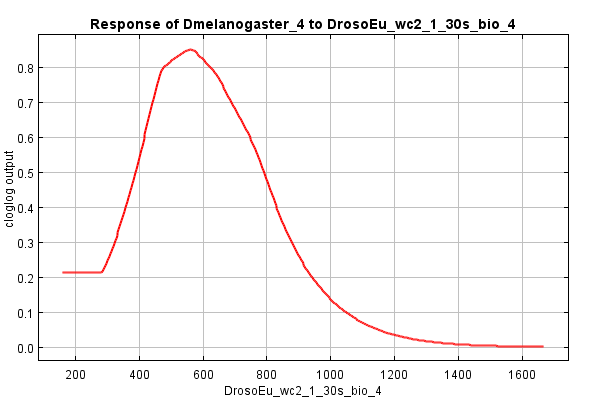 Response of Dmelanogaster_4 to DrosoEu_wc2_1_30s_bio_4
cloglog output
0.8
0.7
0.6
0.5
0.4
0.3
0.2
0.1
0.0
200 400 600 800 1000 1200 1400 1600
DrosoEu_wc2_1_30s_bio_4